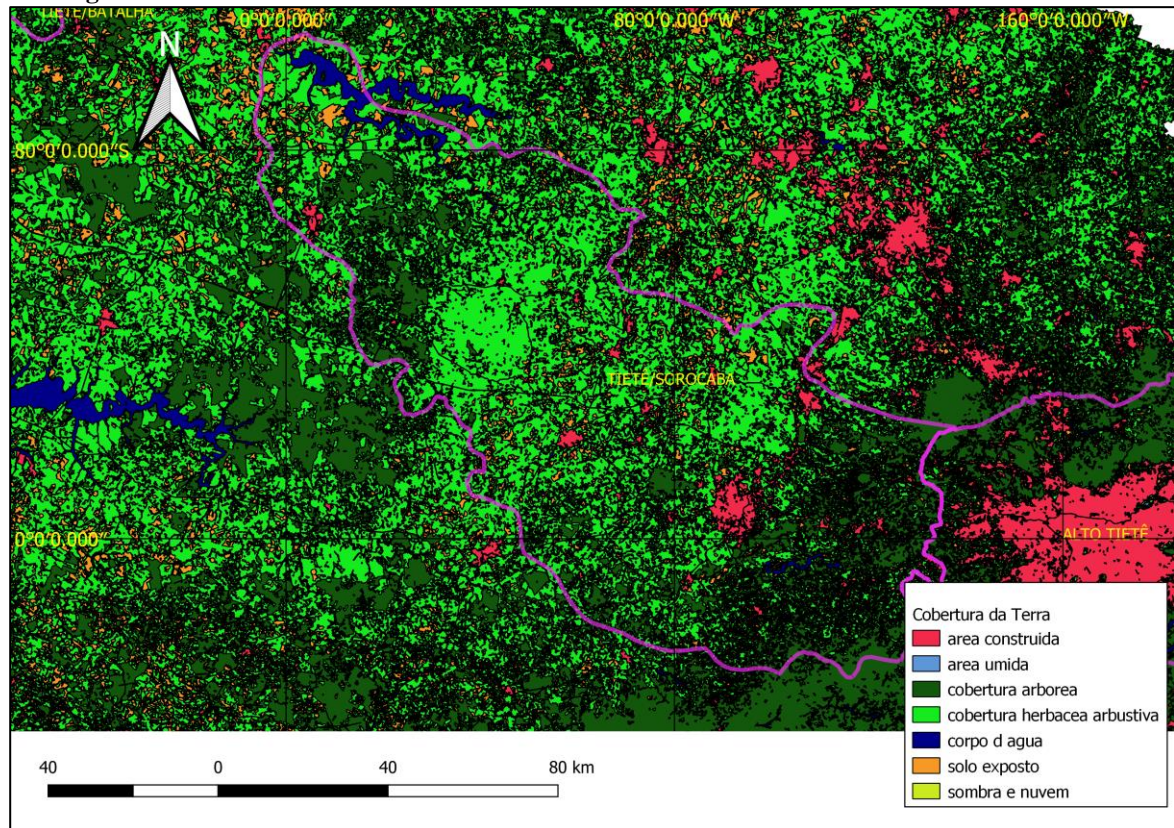 TIETE/BATALHA
0°0'0.000"
80°0'0.000"W
160°0'0.000"W
N
80°0'0.000"S
TIETÊ/SOROCABA
0°0'0.000"
ALTO TIETÊ
Cobertura da Terra
area construida
area umida
cobertura arborea
cobertura herbacea arbustiva
corpo d agua
solo exposto
sombra e nuvem
40
0
40
80 km